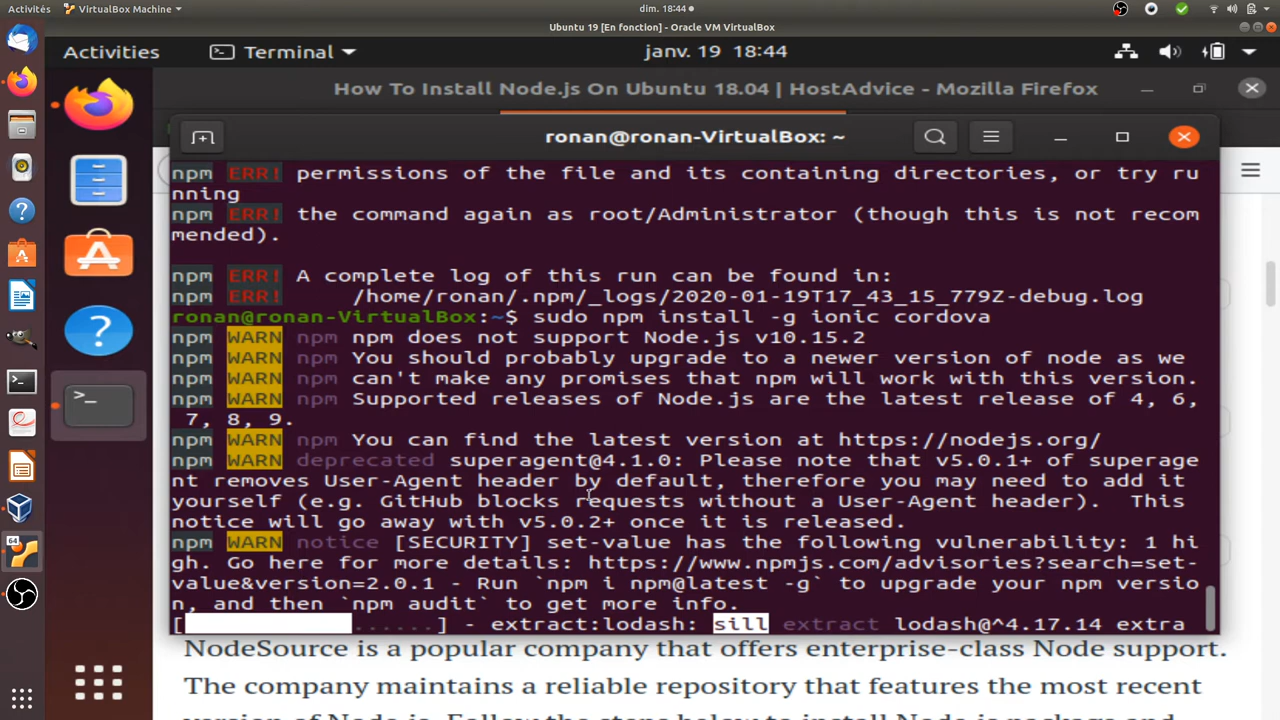 Activités VirtualBox Machine dim. 18:44
Ubuntu 19 [En fonction] - Oracle VM VirtualBox
Activities Terminal janv. 19 18:44
How To Install Node.js On Ubuntu 18.04 | HostAdvice - Mozilla Firefox
ronan@ronan-VirtualBox: ~
npm ERR! permissions of the file and its containing directories, or try ru
nning
npm ERR! the command again as root/Administrator (though this is not recom
mended).
npm ERR! A complete log of this run can be found in:
npm ERR!     /home/ronan/.npm/_logs/2020-01-19T17_43_15_779Z-debug.log
ronan@ronan-VirtualBox:~$ sudo npm install -g ionic cordova
npm WARN npm npm does not support Node.js v10.15.2
npm WARN npm You should probably upgrade to a newer version of node as we
npm WARN npm can't make any promises that npm will work with this version.
npm WARN npm Supported releases of Node.js are the latest release of 4, 6,
 7, 8, 9.
npm WARN npm You can find the latest version at https://nodejs.org/
npm WARN deprecated superagent@4.1.0: Please note that v5.0.1+ of superage
nt removes User-Agent header by default, therefore you may need to add it
yourself (e.g. GitHub blocks requests without a User-Agent header).  This
notice will go away with v5.0.2+ once it is released.
npm WARN notice [SECURITY] set-value has the following vulnerability: 1 hi
gh. Go here for more details: https://www.npmjs.com/advisories?search=set-
value&version=2.0.1 - Run `npm i npm@latest -g` to upgrade your npm versio
n, and then `npm audit` to get more info.
[ ......] - extract:lodash: sill extract lodash@^4.17.14 extra
NodeSource is a popular company that offers enterprise-class Node support.
The company maintains a reliable repository that features the most recent
64